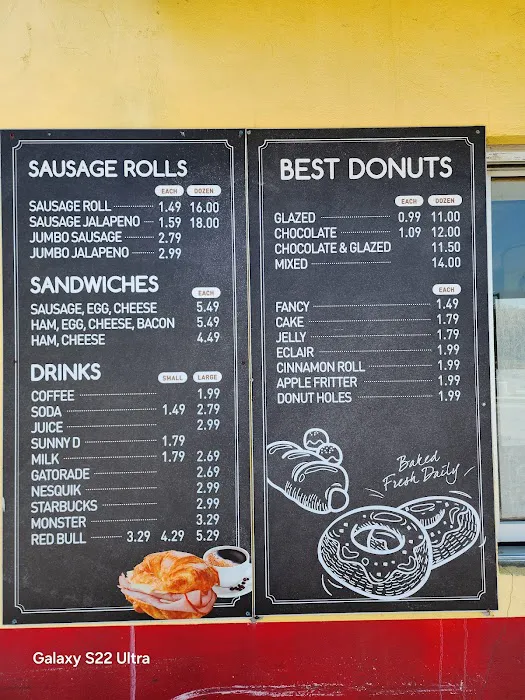 SAUSAGE ROLLS
EACH DOZEN
SAUSAGE ROLL 1.49 16.00
SAUSAGE JALAPENO 1.59 18.00
JUMBO SAUSAGE 2.79
JUMBO JALAPENO 2.99
SANDWICHES
EACH
SAUSAGE, EGG, CHEESE 5.49
HAM, EGG, CHEESE, BACON 5.49
HAM, CHEESE 4.49
DRINKS
SMALL LARGE
COFFEE 1.99
SODA 1.49 2.79
JUICE 2.99
SUNNY D 1.79
MILK 1.79 2.69
GATORADE 2.69
NESQUIK 2.99
STARBUCKS 2.99
MONSTER 3.29
RED BULL 3.29 4.29 5.29
BEST DONUTS
EACH DOZEN
GLAZED 0.99 11.00
CHOCOLATE 1.09 12.00
CHOCOLATE & GLAZED 11.50
MIXED 14.00
EACH
FANCY 1.49
CAKE 1.79
JELLY 1.79
ECLAIR 1.99
CINNAMON ROLL 1.99
APPLE FRITTER 1.99
DONUT HOLES 1.99
Baked
Fresh Daily
Galaxy S22 Ultra